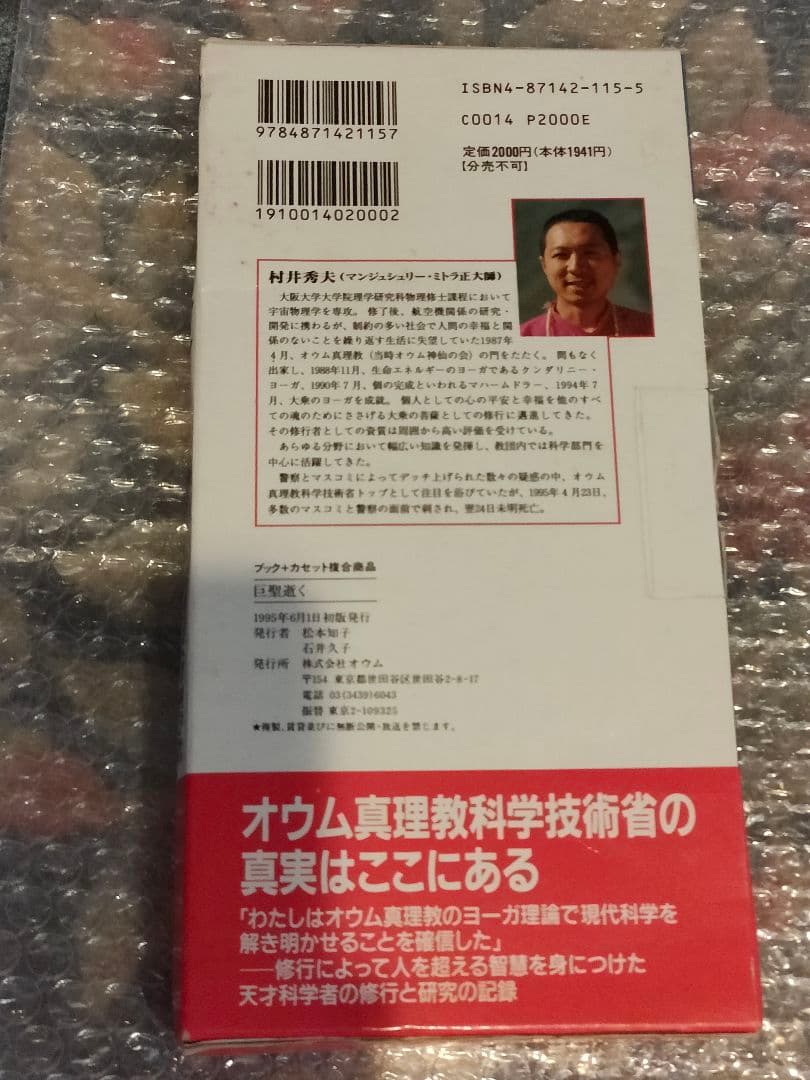 ISBN4-87142-115-5
9784871421157
C0014 P2000E
定価2000円(本体1941円)
【分売不可】
1910014020002
村井秀夫(マンジュシュリー・ミトラ正大師)
大阪大学大学院理学研究科物理修士課程において
宇宙物理学を専攻。修了後、航空機関係の研究・
開発に携わるが、制約の多い社会で人間の幸福と関
係のないことを繰り返す生活に失望していた1987年
4月、オウム真理教(当時オウム神仙の会)の門をたたく。間もなく
出家し、1988年11月、生命エネルギーのヨーガであるクンダリニー・
ヨーガ、1990年7月、個の完成といわれるマハームドラー、1994年7
月、大乗のヨーガを成就。個人としての心の平安と幸福を他のすべ
ての魂のためにささげる大乗の菩薩としての修行に邁進してきた。
その修行者としての資質は周囲から高い評価を受けている。
あらゆる分野において幅広い知識を発揮し、教団内では科学部門を
中心に活躍してきた。
警察とマスコミによってデッチ上げられた数々の疑惑の中、オウム
真理教科学技術省トップとして注目を浴びていたが、1995年4月23日、
多数のマスコミと警察の面前で刺され、翌24日未明死亡。
ブック+カセット複合商品
巨聖逝く
1995年6月1日初版発行
発行者 松本知子
石井久子
発行所 株式会社オウム
〒154 東京都世田谷区世田谷2-8-17
電話 03(3439)6043
振替 東京2-109325
★複製、賃貸並びに無断公開・放送を禁じます。
オウム真理教科学技術省の
真実はここにある
「わたしはオウム真理教のヨーガ理論で現代科学を
解き明かせることを確信した」
――修行によって人を超える智慧を身につけた
天才科学者の修行と研究の記録